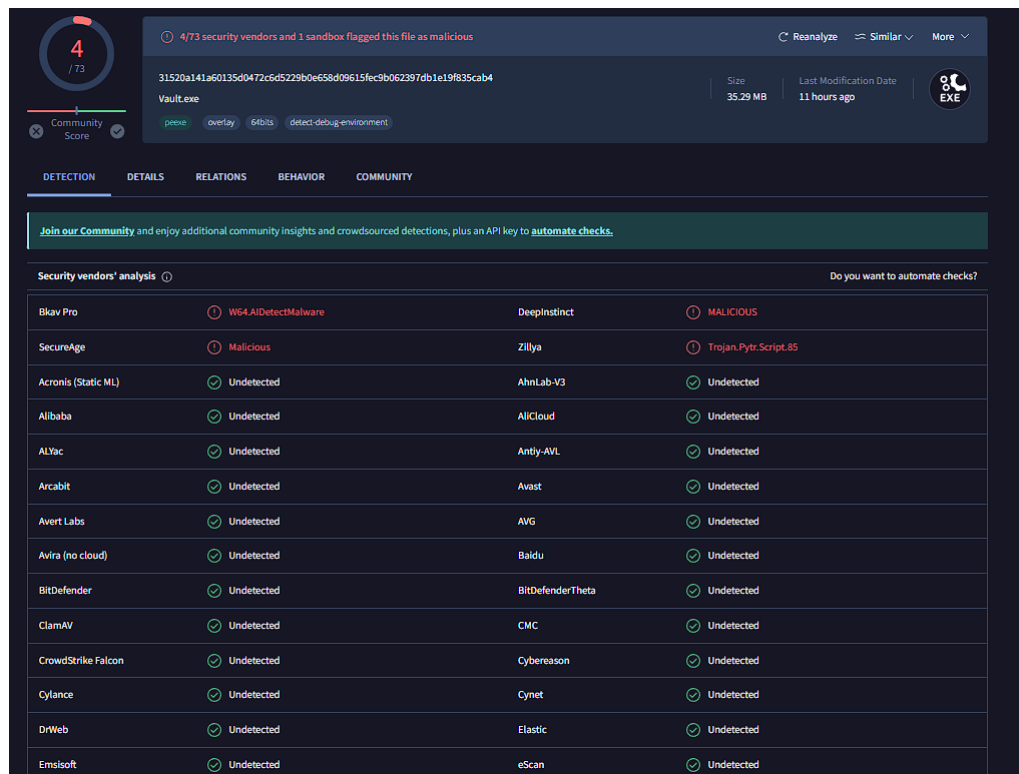 4
/ 73
Community
Score
4/73 security vendors and 1 sandbox flagged this file as malicious
Reanalyze
Similar
More
31520a141a60135d0472c6d5229b0e658d09615fec9b062397db1e19f835cab4
Vault.exe
peexe
overlay
64bits
detect-debug-environment
Size
35.29 MB
Last Modification Date
11 hours ago
EXE
DETECTION
DETAILS
RELATIONS
BEHAVIOR
COMMUNITY
Join our Community and enjoy additional community insights and crowdsourced detections, plus an API key to automate checks.
Security vendors' analysis
Do you want to automate checks?
Bkav Pro W64.AIDetectMalware DeepInstinct MALICIOUS
SecureAge Malicious Zillya Trojan.Pytr.Script.85
Acronis (Static ML) Undetected AhnLab-V3 Undetected
Alibaba Undetected AliCloud Undetected
ALYac Undetected Antiy-AVL Undetected
Arcabit Undetected Avast Undetected
Avert Labs Undetected AVG Undetected
Avira (no cloud) Undetected Baidu Undetected
BitDefender Undetected BitDefenderTheta Undetected
ClamAV Undetected CMC Undetected
CrowdStrike Falcon Undetected Cybereason Undetected
Cylance Undetected Cynet Undetected
DrWeb Undetected Elastic Undetected
Emsisoft Undetected eScan Undetected